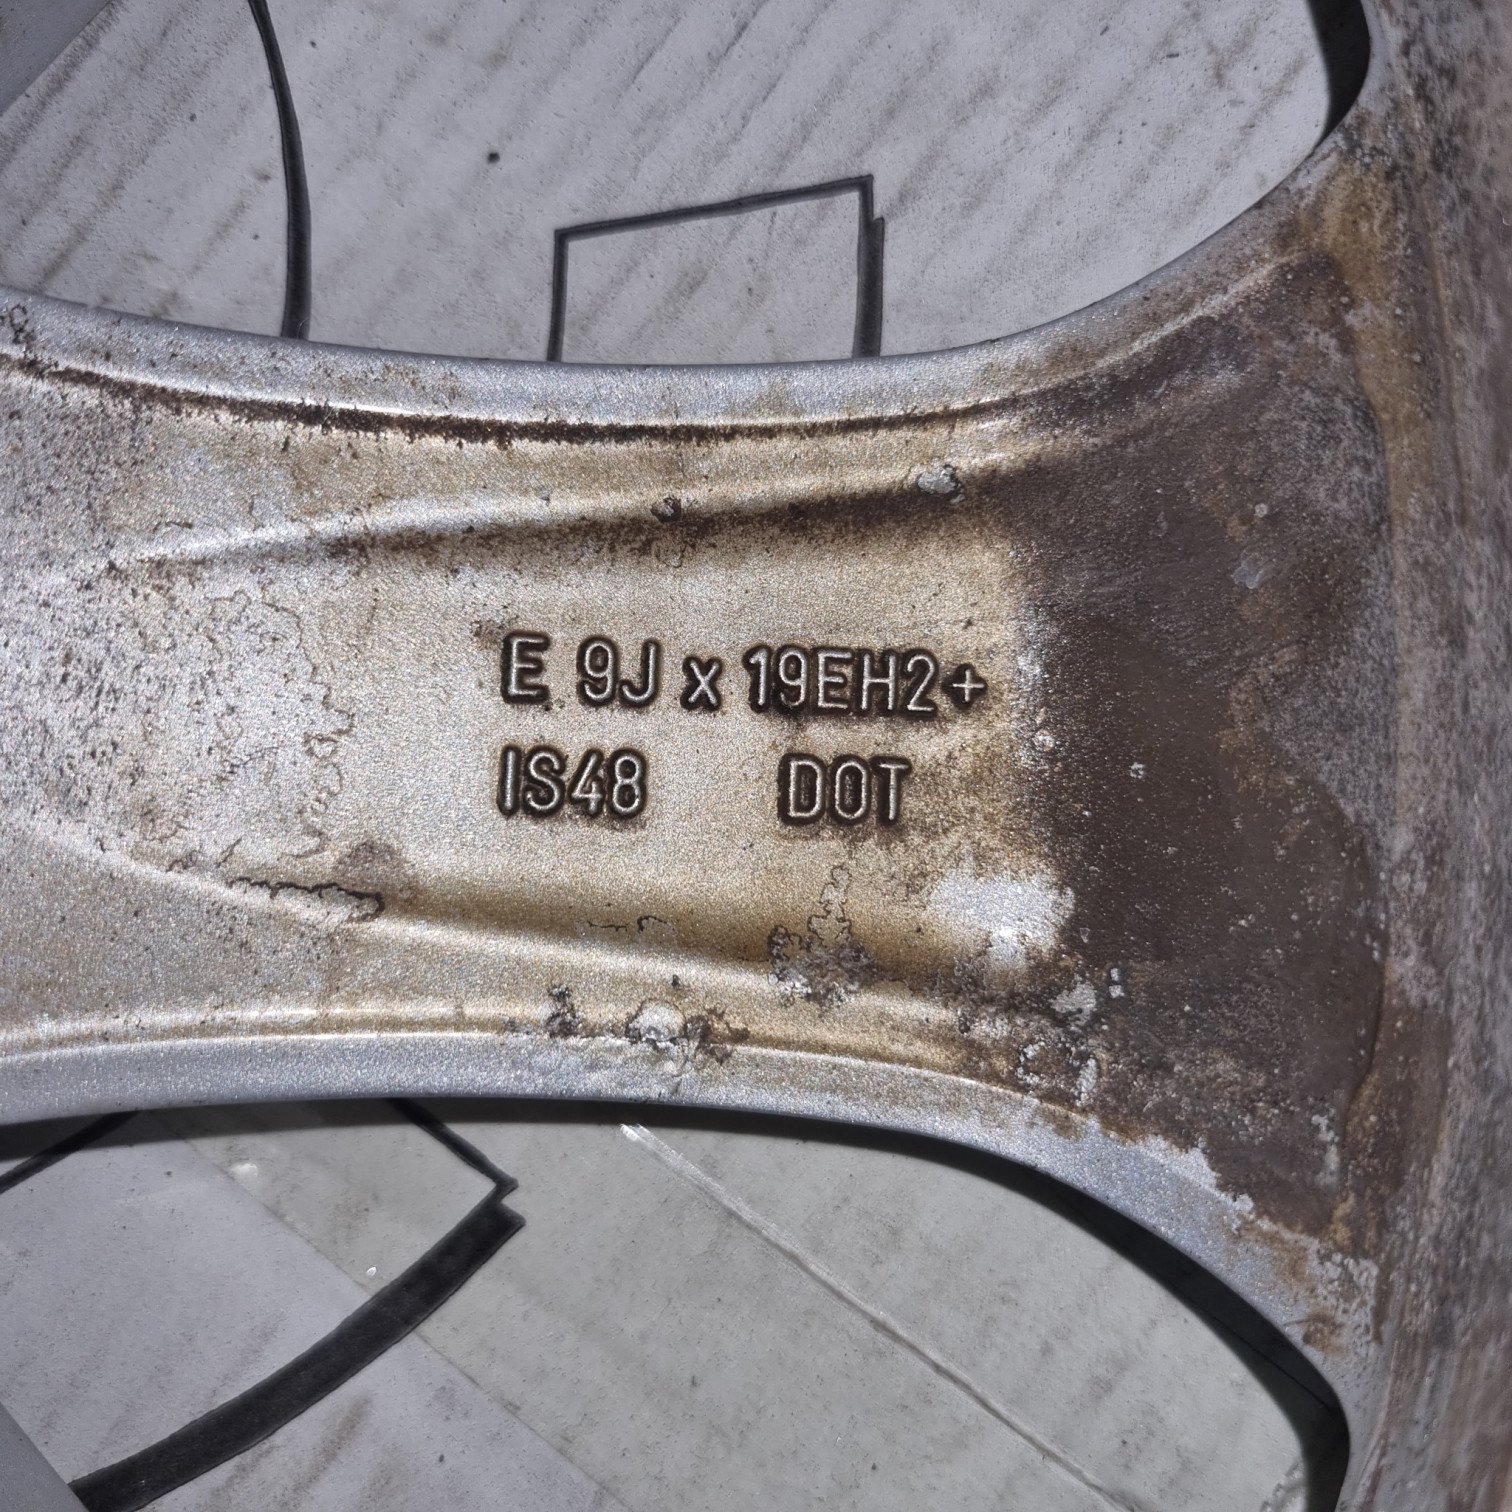 E 9J x 19EH2+
IS48 DOT